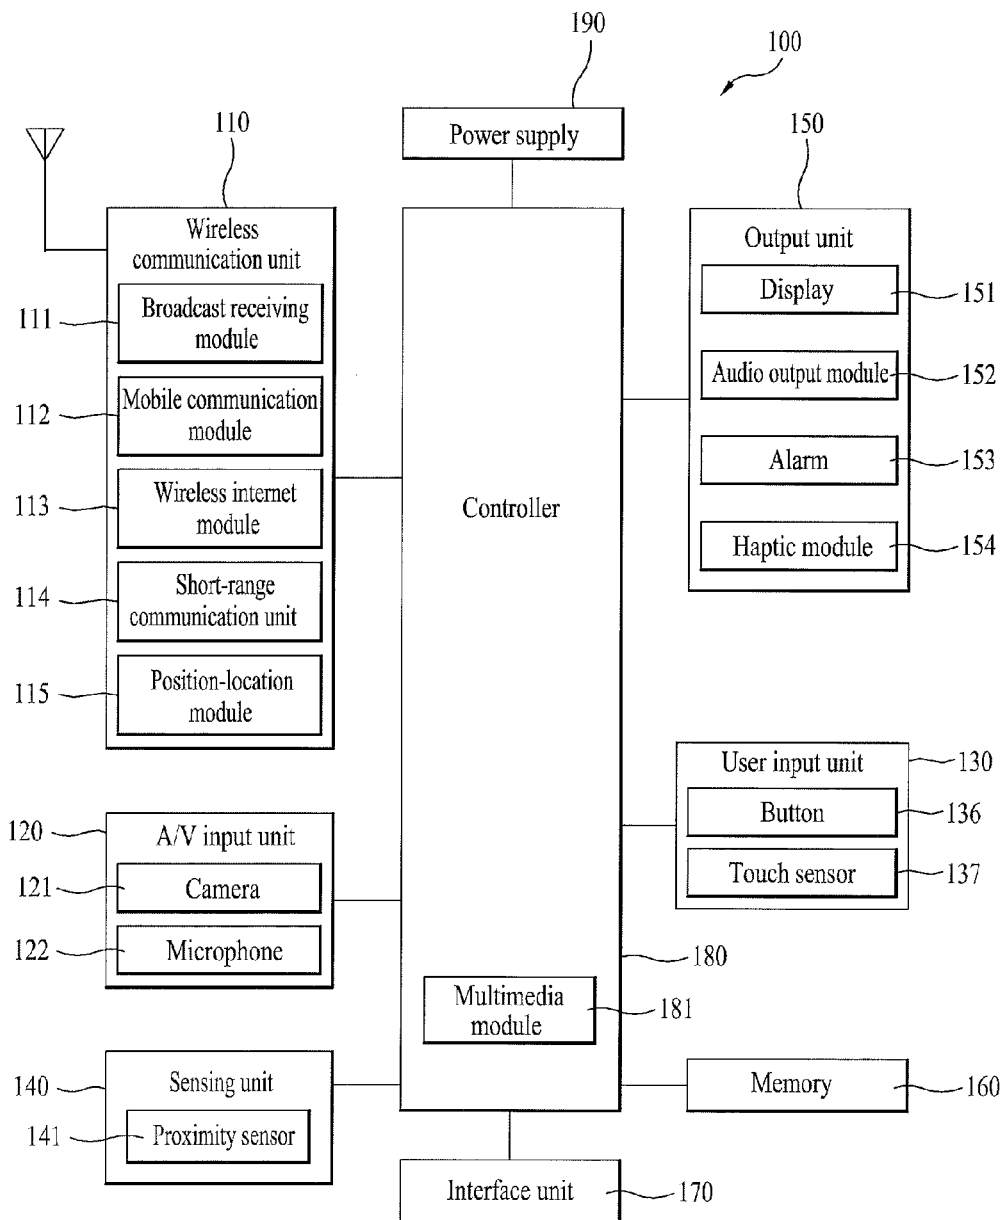 190
100
Power supply
110
150
Wireless
communication unit
Broadcast receiving
module
111
Mobile communication
module
112
Wireless internet
module
113
Short-range
communication unit
114
Position-location
module
115
Output unit
Display
151
Audio output module
152
Alarm
153
Haptic module
154
Controller
User input unit
130
Button
136
Touch sensor
137
120
A/V input unit
121
Camera
122
Microphone
180
Multimedia
module
181
140
Sensing unit
141
Proximity sensor
Memory
160
Interface unit
170